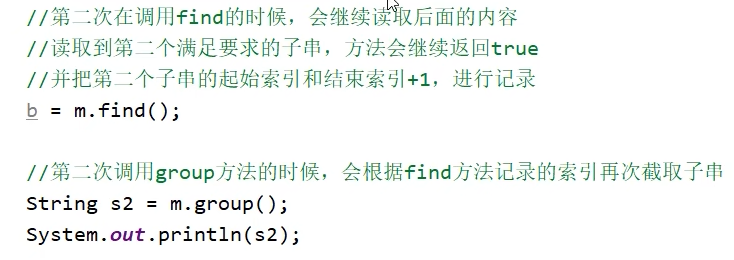 //第二次在调用find的时候，会继续读取后面的内容
//读取到第二个满足要求的子串，方法会继续返回true
//并把第二个子串的起始索引和结束索引+1，进行记录
b = m.find();
//第二次调用group方法的时候，会根据find方法记录的索引再次截取子串
String s2 = m.group();
System.out.println(s2);